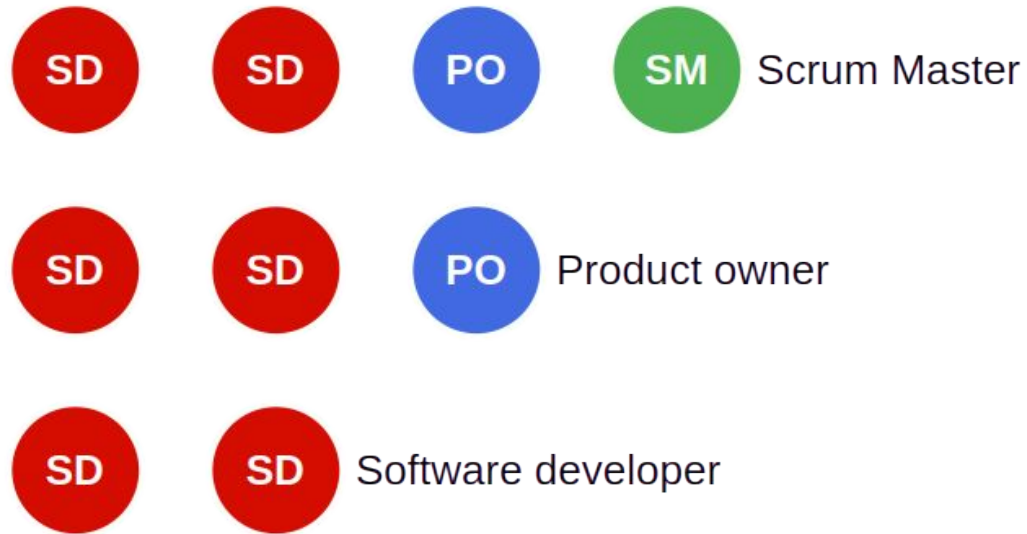 SD SD PO SM Scrum Master
SD SD PO Product owner
SD SD Software developer